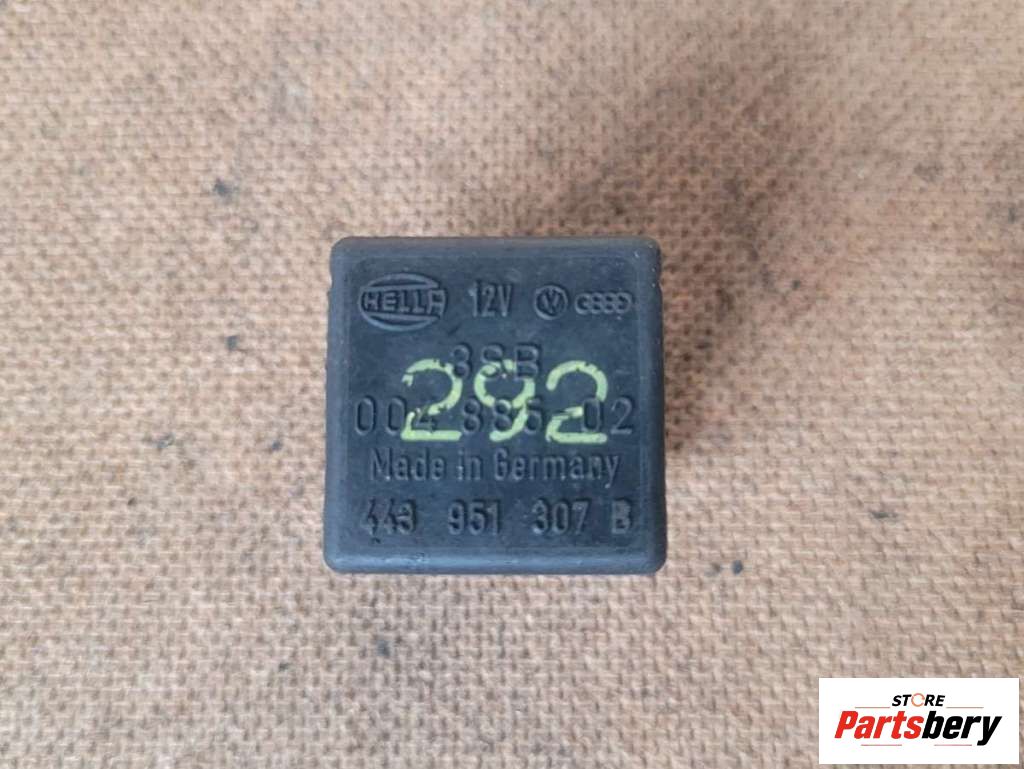 HELLA 12V
3SB
292
004 885-02
Made in Germany
443 951 307 B
STORE
Partsbery